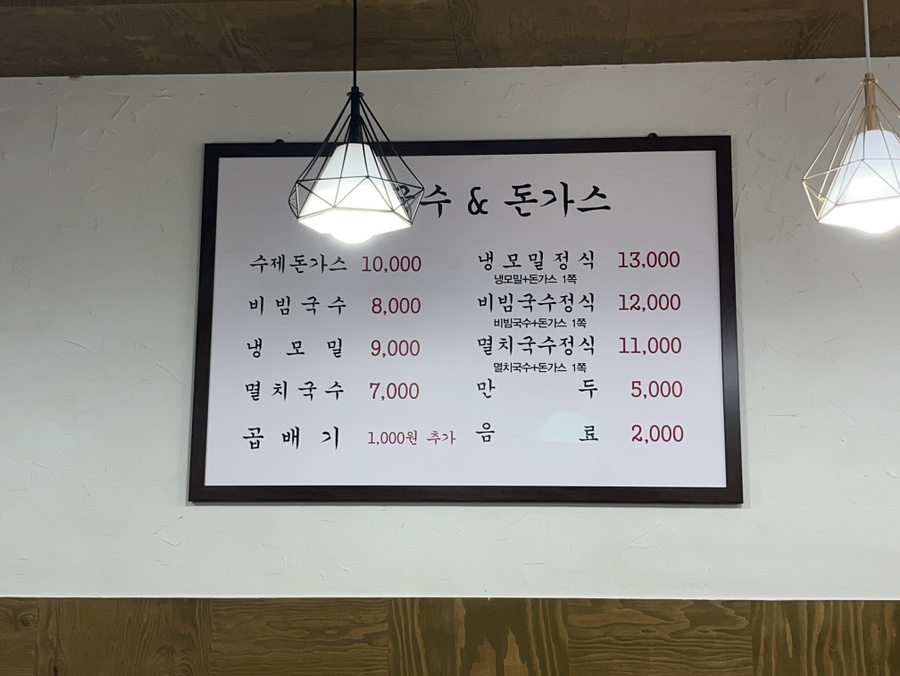 수 & 돈가스
수제돈가스 10,000
비빔국수 8,000
냉모밀 9,000
멸치국수 7,000
곱배기 1,000원 추가
냉모밀정식 13,000
냉모밀+돈가스 1쪽
비빔국수정식 12,000
비빔국수+돈가스 1쪽
멸치국수정식 11,000
멸치국수+돈가스 1쪽
만두 5,000
음료 2,000